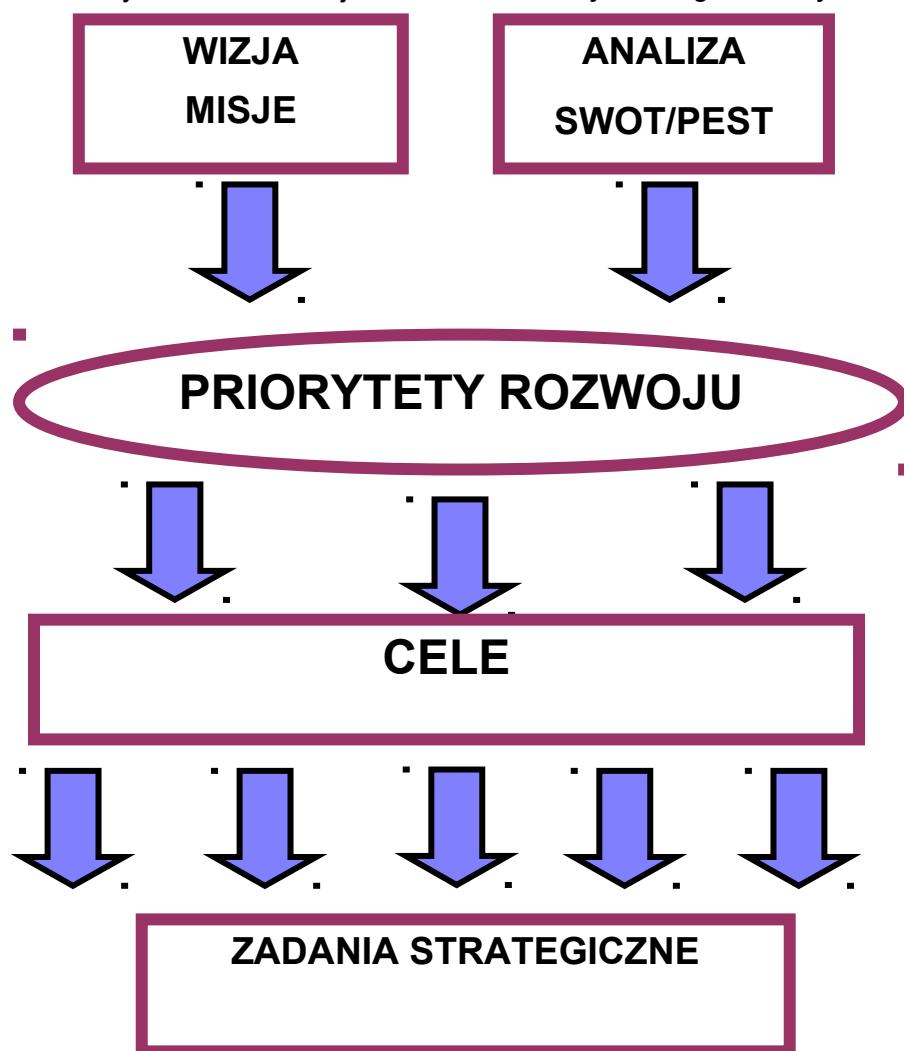 WIZJA
MISJE
ANALIZA
SWOT/PEST
PRIORYTETY ROZWOJU
CELE
ZADANIA STRATEGICZNE